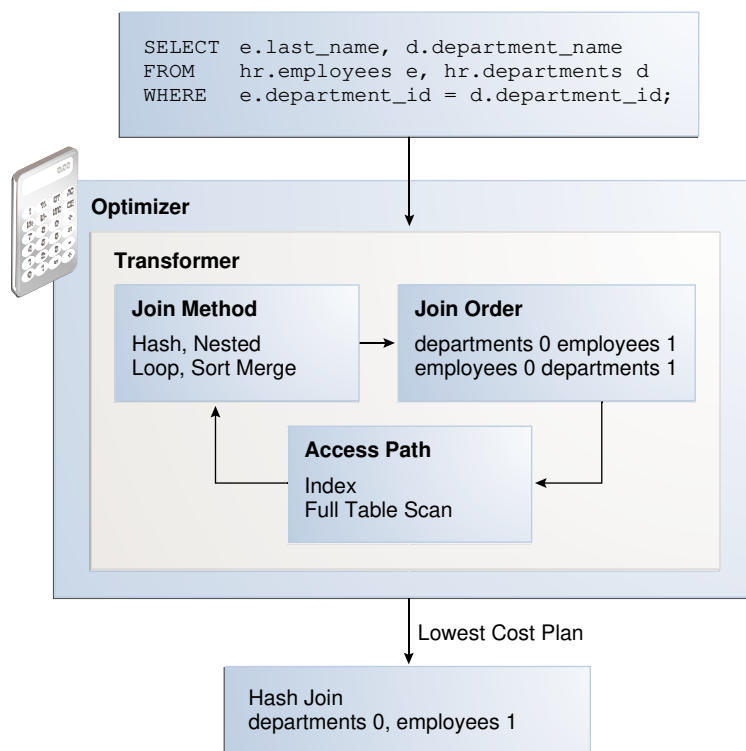 SELECT e.last_name, d.department_name
FROM hr.employees e, hr.departments d
WHERE e.department_id = d.department_id;
0.00
Optimizer
Transformer
Join Method
Hash, Nested
Loop, Sort Merge
Join Order
departments 0 employees 1
employees 0 departments 1
Access Path
Index
Full Table Scan
Lowest Cost Plan
Hash Join
departments 0, employees 1